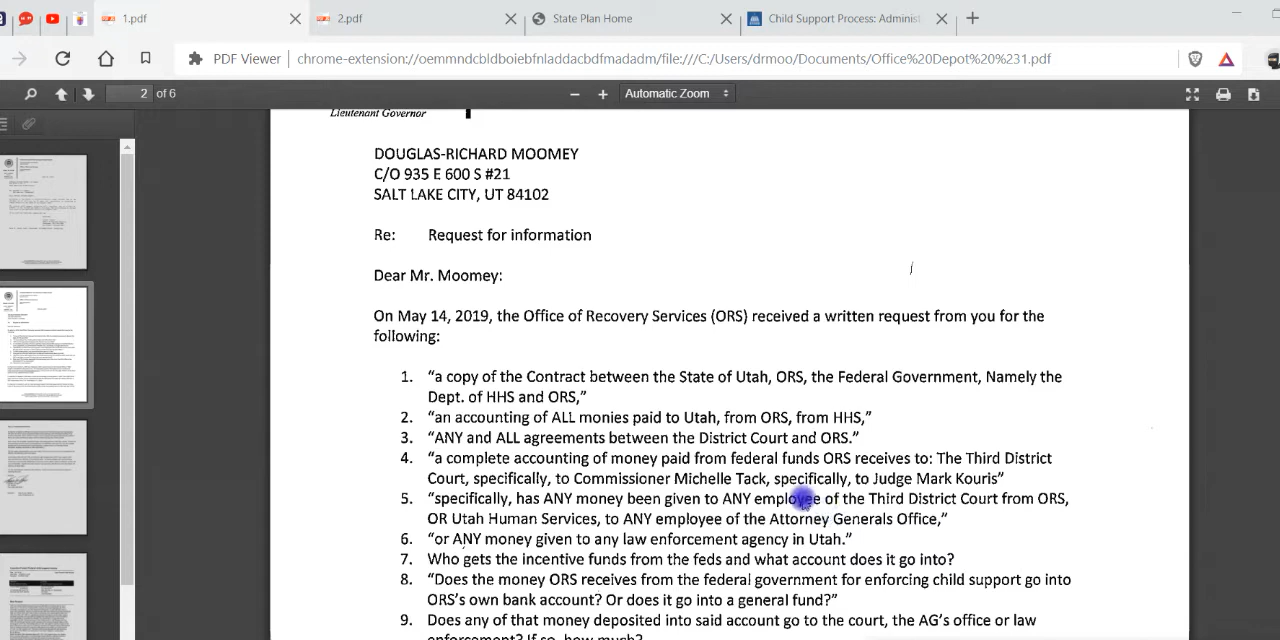 1.pdf
2.pdf
State Plan Home
Child Support Process: Administ
PDF Viewer chrome-extension://oemmndcbldboiebfnladdacbdfmadadm/file:///C:/Users/drmoo/Documents/Office%20Depot%20%231.pdf
2 of 6
Automatic Zoom
Lieutenant Governor
DOUGLAS-RICHARD MOOMEY
C/O 935 E 600 S #21
SALT LAKE CITY, UT 84102
Re: Request for information
Dear Mr. Moomey:
On May 14, 2019, the Office of Recovery Services (ORS) received a written request from you for the
following:
1. of the Contract between the State of Utah, ORS, the Federal Government, Namely the
Dept. of HHS and ORS,”
2. “an accounting of ALL monies paid to Utah, from ORS, from HHS,”
3. agreements between the District Court and ORS.”
4. “a complete accounting of money paid from federal funds ORS receives to: The Third District
Court, specifically, to Commissioner Michelle Tack, specifically, to Judge Mark Kouris”
5. “specifically, has ANY money been given to ANY employee of the Third District Court from ORS,
OR Utah Human Services, to ANY employee of the Attorney Generals Office,”
6. “or ANY money given to any law enforcement agency in Utah.”
7. Who gets the incentive funds from the feds and what account does it go into?
8. “Does the money ORS receives from the federal government for enforcing child support go into
ORS’s own bank account? Or does it go into general fund?”
9. Does any of that money deposited into said account go to the court, the AG’s office or law
enforcement? If so, how much?